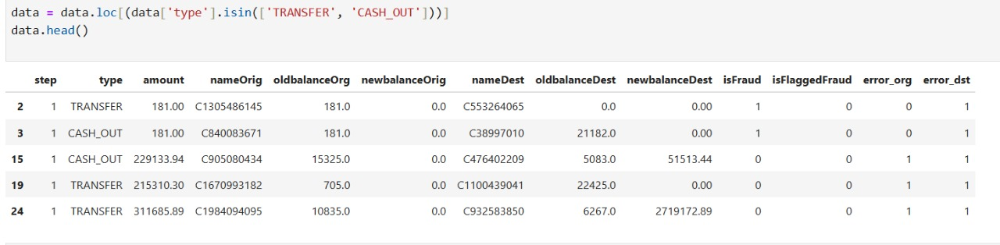 data = data.loc[(data['type'].isin(['TRANSFER', 'CASH_OUT']))]
data.head()
step type amount nameOrig oldbalanceOrg newbalanceOrig nameDest oldbalanceDest newbalanceDest isFraud isFlaggedFraud error_org error_dst
2 1 TRANSFER 181.00 C1305486145 181.0 0.0 C553264065 0.0 0.00 1 0 0 1
3 1 CASH_OUT 181.00 C840083671 181.0 0.0 C38997010 21182.0 0.00 1 0 0 1
15 1 CASH_OUT 229133.94 C905080434 15325.0 0.0 C476402209 5083.0 51513.44 0 0 1 1
19 1 TRANSFER 215310.30 C1670993182 705.0 0.0 C1100439041 22425.0 0.00 0 0 1 1
24 1 TRANSFER 311685.89 C1984094095 10835.0 0.0 C932583850 6267.0 2719172.89 0 0 1 1